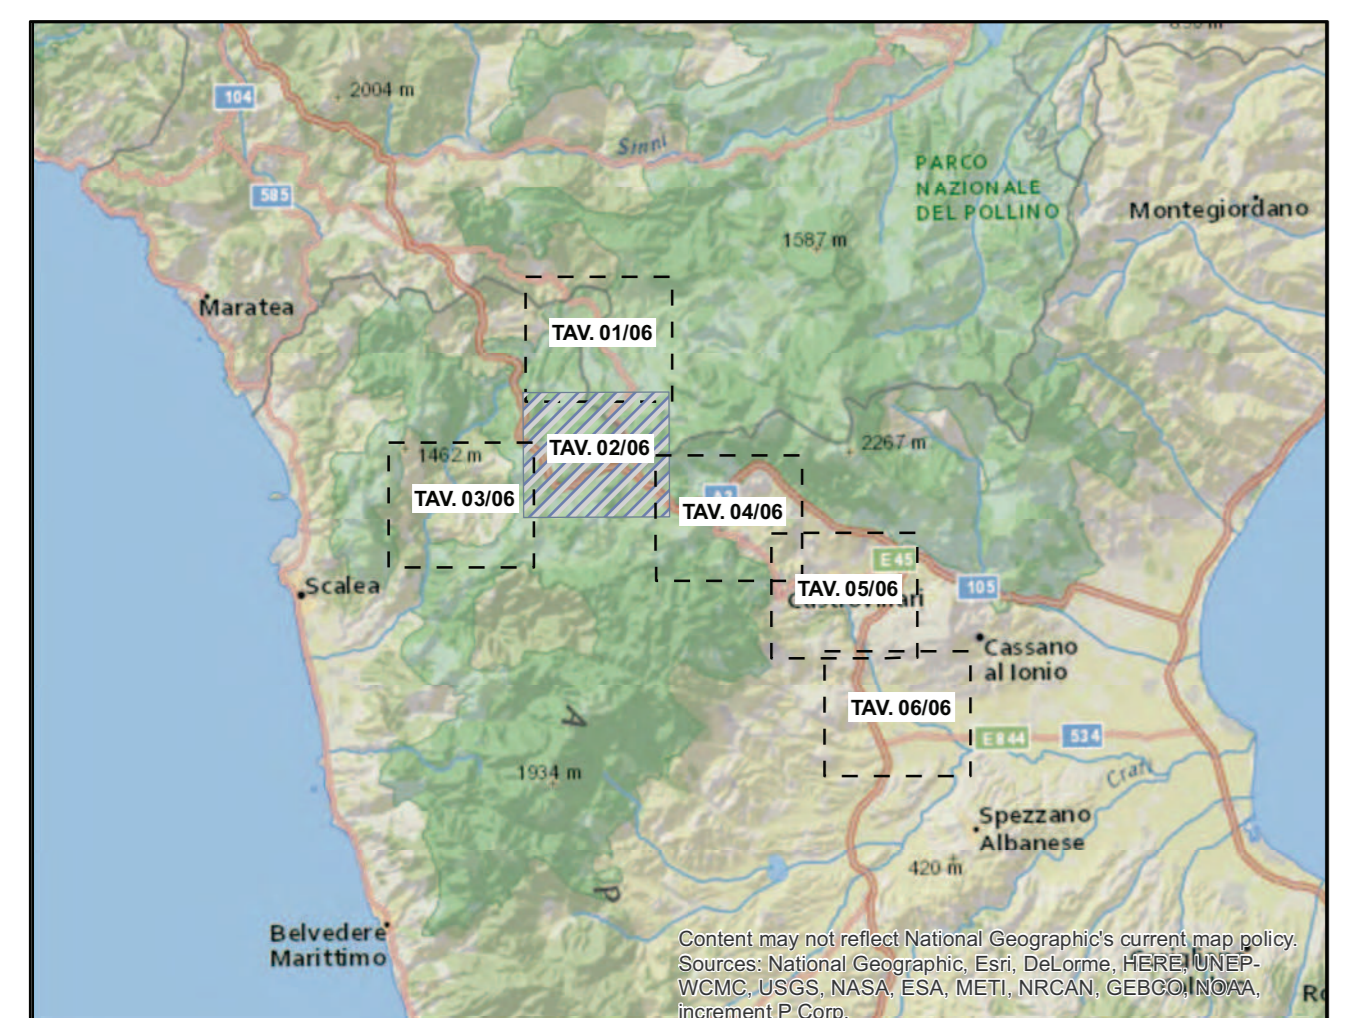 2004 m
104
Sinni
585
PARCO
NAZIONALE
DEL POLLINO
Montegiordano
1587 m
Maratea
TAV. 01/06
TAV. 02/06
2267 m
1462 m
TAV. 03/06
TAV. 04/06
E45
Scalea
TAV. 05/06
105
Cassano
al Ionio
TAV. 06/06
A
E844
534
1934 m
Crati
Spezzano
Albanese
420 m
P
Belvedere
Marittimo
Content may not reflect National Geographic's current map policy.
Sources: National Geographic, Esri, DeLorme, HERE, UNEP-
WCMC, USGS, NASA, ESA, METI, NRCAN, GEBCO, NOAA,
increment P Corp.